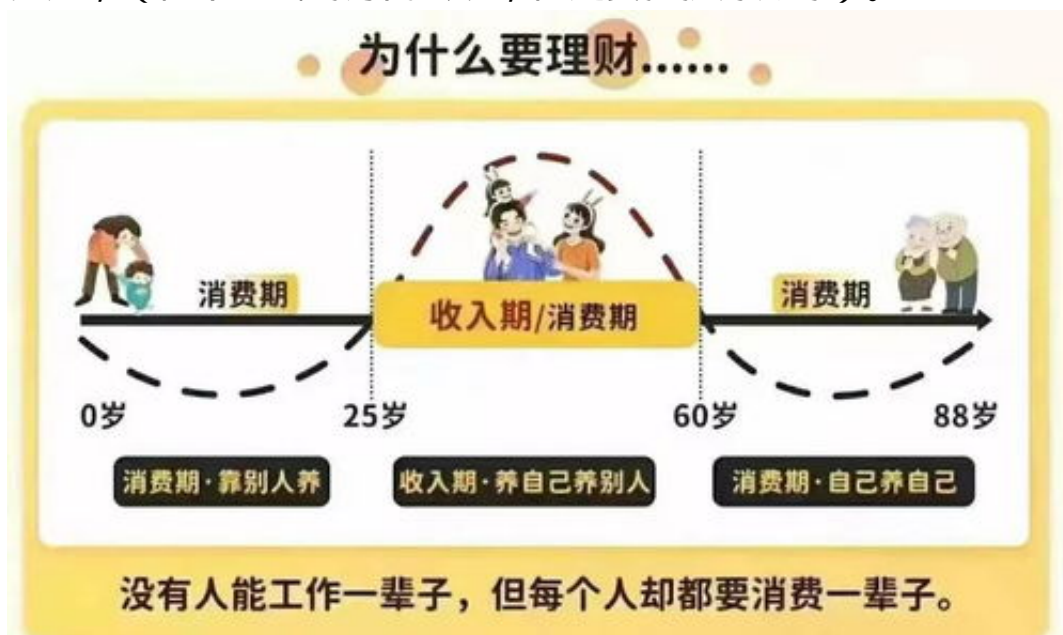 为什么要理财......
消费期
收入期/消费期
消费期
0岁
25岁
60岁
88岁
消费期·靠别人养
收入期·养自己养别人
消费期·自己养自己
没有人能工作一辈子，但每个人却都要消费一辈子。